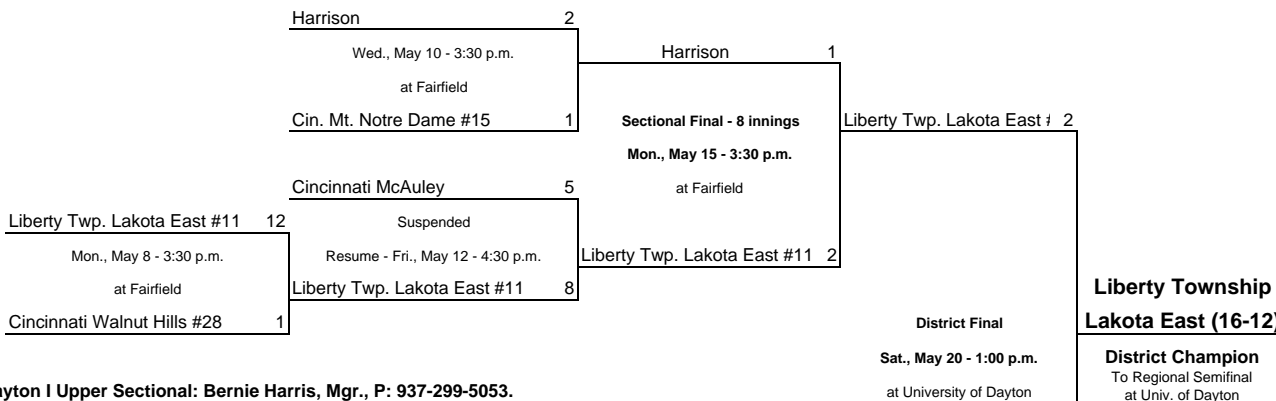 Harrison 2
Wed., May 10 - 3:30 p.m.
at Fairfield
Cin. Mt. Notre Dame #15 1
Harrison 1
Sectional Final - 8 innings
Mon., May 15 - 3:30 p.m.
at Fairfield
Liberty Twp. Lakota East # 2
Cincinnati McAuley 5
Suspended
Resume - Fri., May 12 - 4:30 p.m.
Liberty Twp. Lakota East #11 8
Liberty Twp. Lakota East #11 12
Mon., May 8 - 3:30 p.m.
at Fairfield
Cincinnati Walnut Hills #28 1
Liberty Twp. Lakota East #11 2
District Final
Sat., May 20 - 1:00 p.m.
at University of Dayton
Liberty Township
Lakota East (16-12)
District Champion
To Regional Semifinal
at Univ. of Dayton
ayton I Upper Sectional: Bernie Harris, Mgr., P: 937-299-5053.